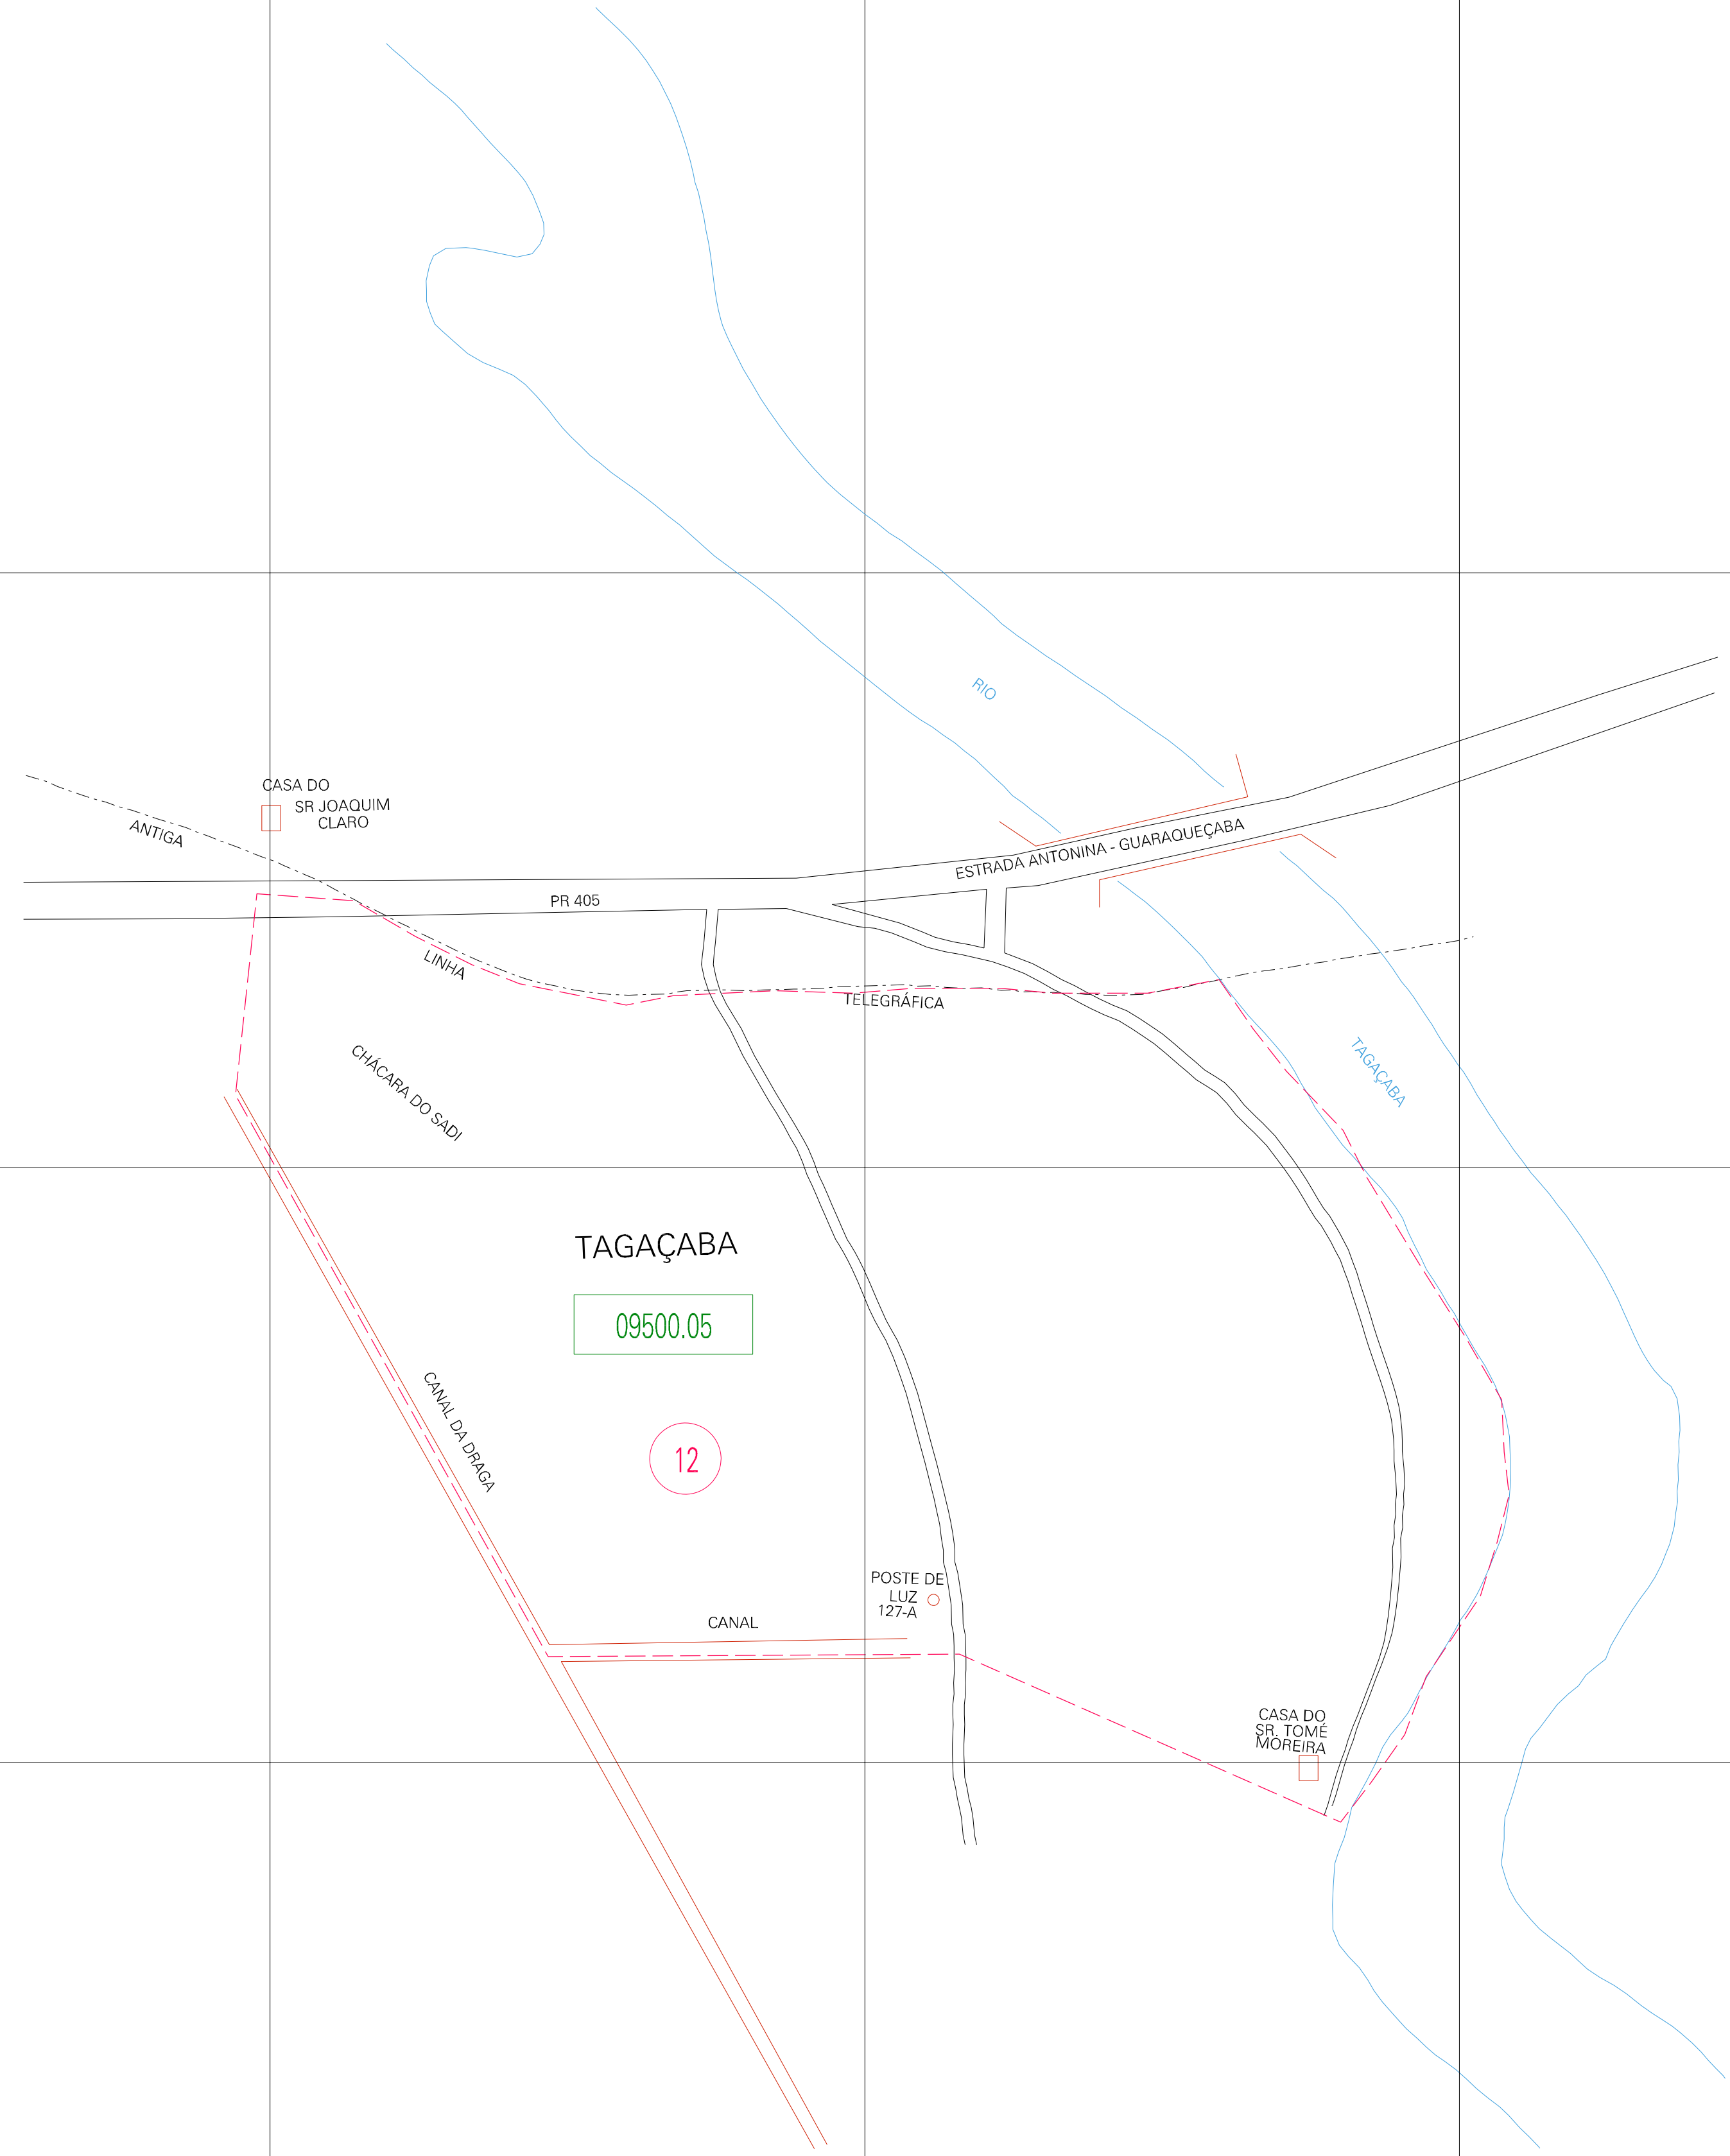 RIO
CASA DO
SR JOAQUIM
CLARO
ANTIGA
ESTRADA ANTONINA - GUARAQUEÇABA
PR 405
LINHA
TELEGRÁFICA
TAGAÇABA
CHÁCARA DO SADI
TAGAÇABA
09500.05
CANAL DA DRAGA
12
POSTE DE
LUZ
127-A
CANAL
CASA DO
SR. TOMÉ
MOREIRA